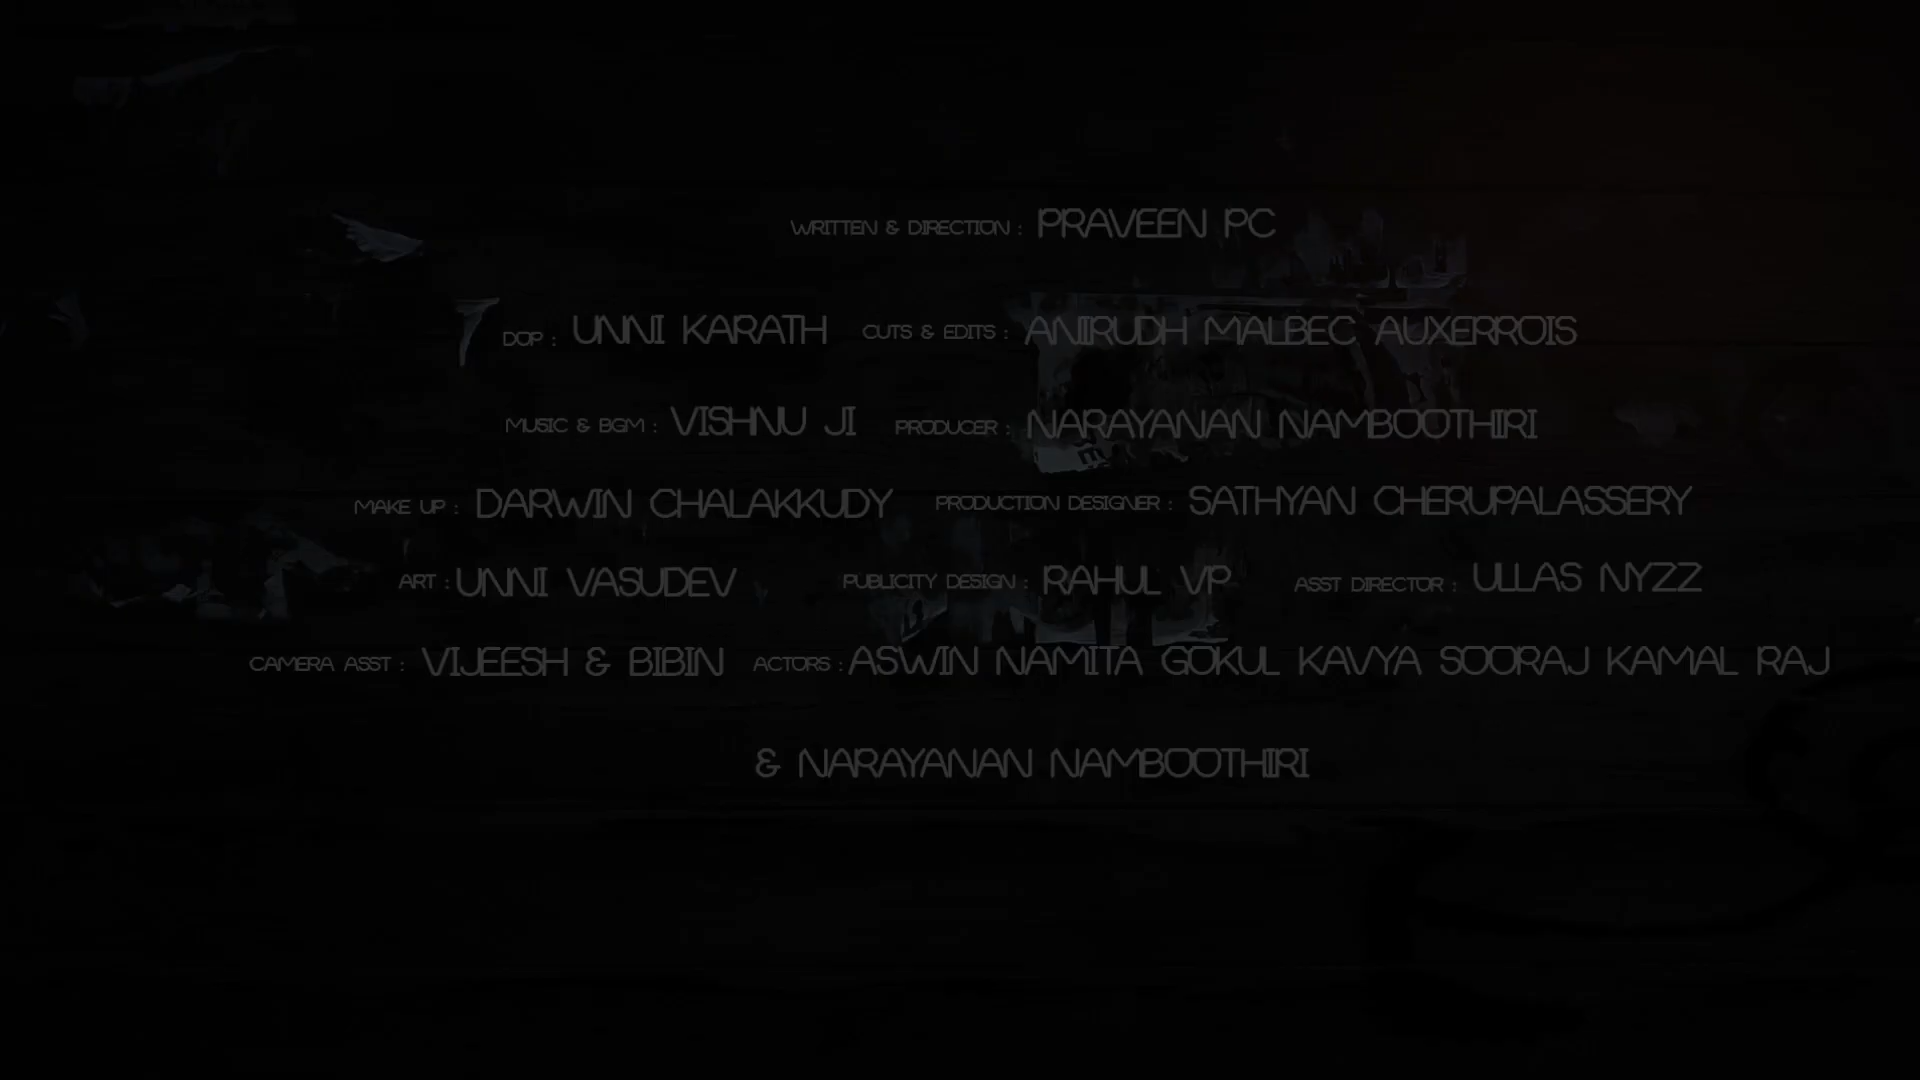 WRITTEN & DIRECTION : PRAVEEN PC
DOP : UNNI KARATH CUTS & EDITS : ANIRUDH MALBEC AUXERROIS
MUSIC & BGM : VISHNU JI PRODUCER : NARAYANAN NAMBOOTHIRI
MAKE UP : DARWIN CHALAKKUDY PRODUCTION DESIGNER : SATHYAN CHERUPALASSERY
ART : UNNI VASUDEV PUBLICITY DESIGN : RAHUL VP ASST DIRECTOR : ULLAS NYZZ
CAMERA ASST : VIJEESH & BIBIN ACTORS : ASWIN NAMITA GOKUL KAVYA SOORAJ KAMAL RAJ
& NARAYANAN NAMBOOTHIRI